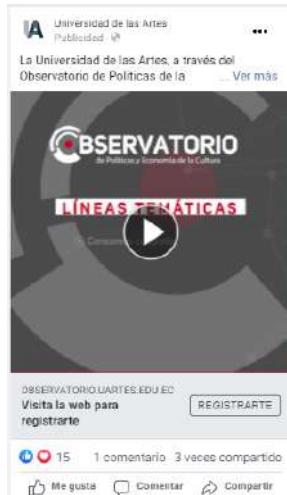 Universidad de las Artes
Publicidad
La Universidad de las Artes, a través del
Observatorio de Políticas de la ... Ver más
OBSERVATORIO
de Políticas y Economía de la Cultura
LÍNEAS TEMÁTICAS
OBSERVATORIO.UARTES.EDU.EC
Visita la web para
registrarte
REGISTRARTE
15 1 comentario 3 veces compartido
Me gusta Comentar Compartir